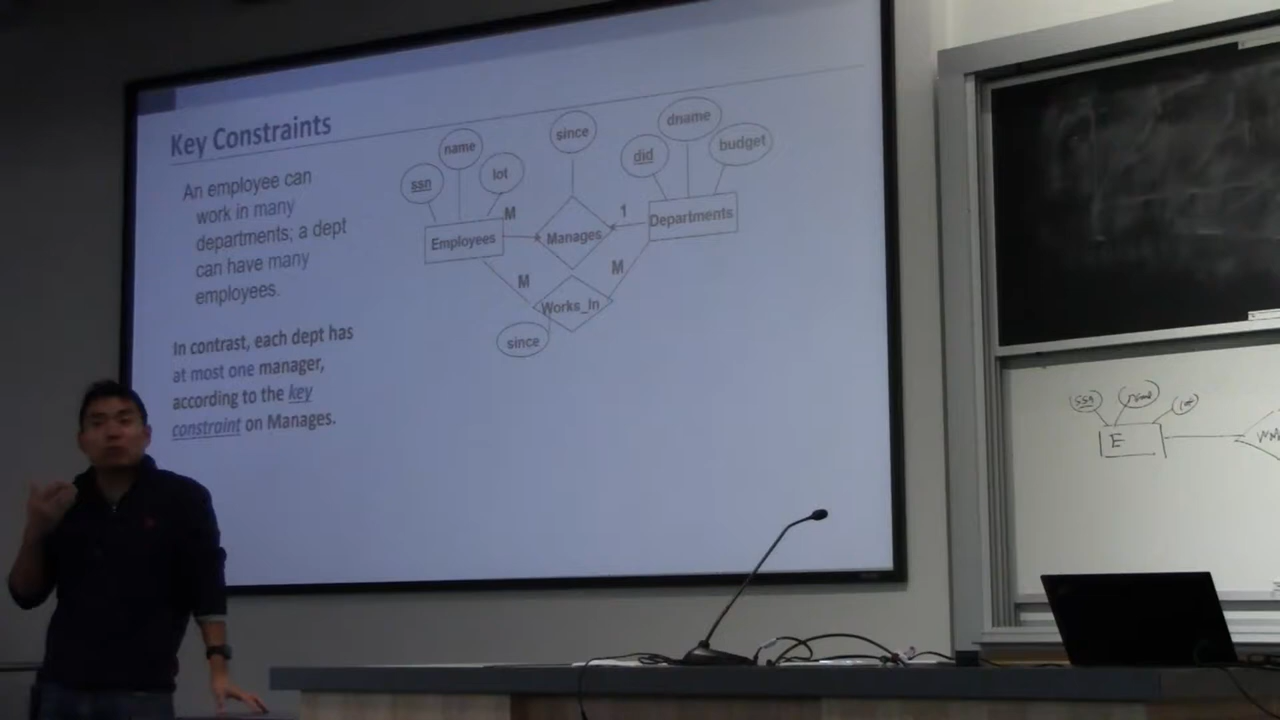 Key Constraints
An employee can
work in many
departments; a dept
can have many
employees.
In contrast, each dept has
at most one manager,
according to the key
constraint on Manages.
ssn
name
lot
since
did
dname
budget
Employees
M
Manages
1
Departments
M
Works_In
M
since
ssn
name
lot
E